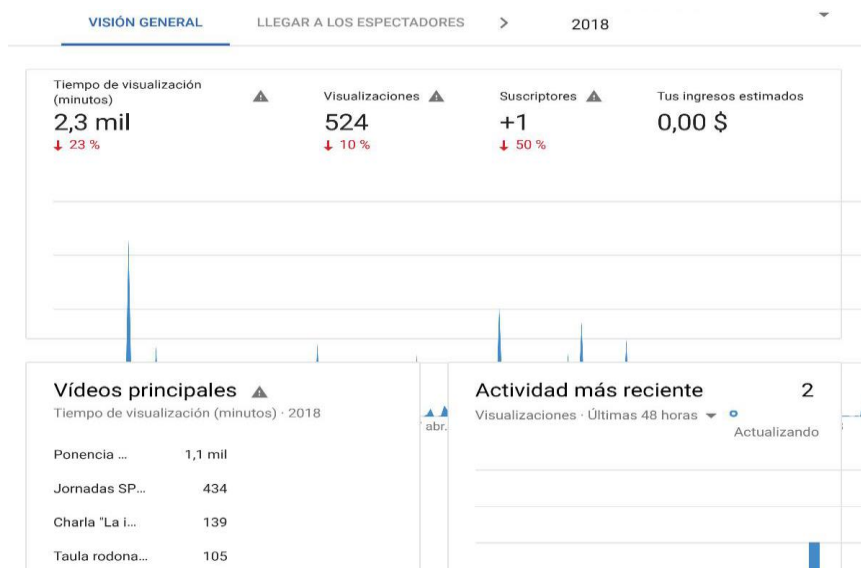 VISIÓN GENERAL
LLEGAR A LOS ESPECTADORES
2018
Tiempo de visualización
(minutos)
2,3 mil
23 %
Visualizaciones
524
10 %
Suscriptores
+1
50 %
Tus ingresos estimados
0,00 $
Vídeos principales
Tiempo de visualización (minutos) · 2018
Ponencia ... 1,1 mil
Jornadas SP... 434
Charla "La i... 139
Taula rodona... 105
abr.
Actividad más reciente 2
Visualizaciones · Últimas 48 horas
Actualizando